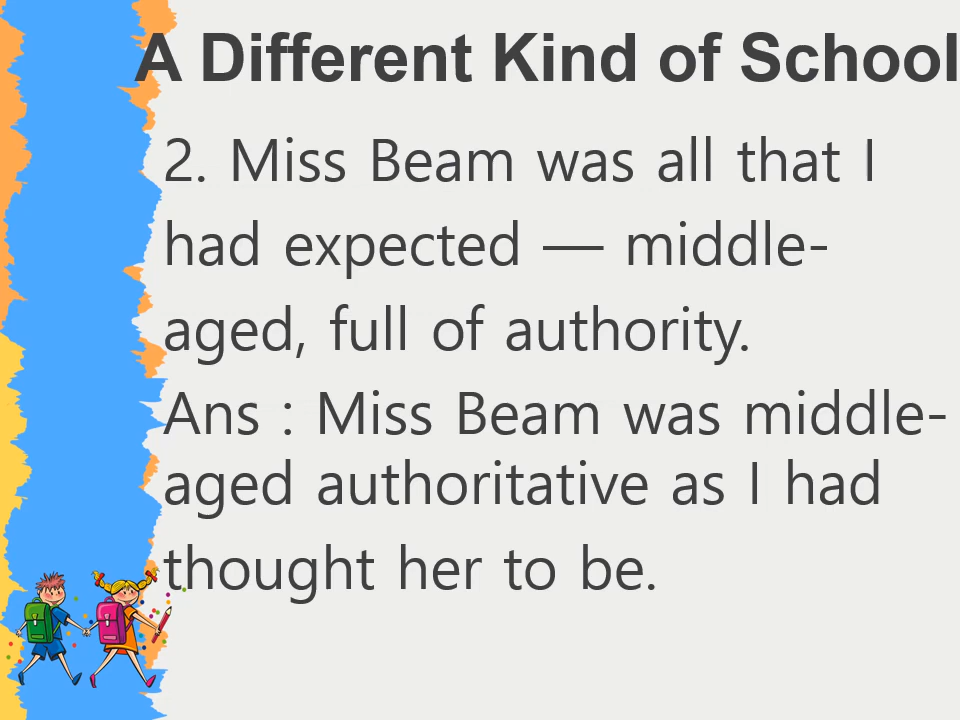 A Different Kind of School
2. Miss Beam was all that I
had expected — middle-
aged, full of authority.
Ans : Miss Beam was middle-
aged authoritative as I had
thought her to be.